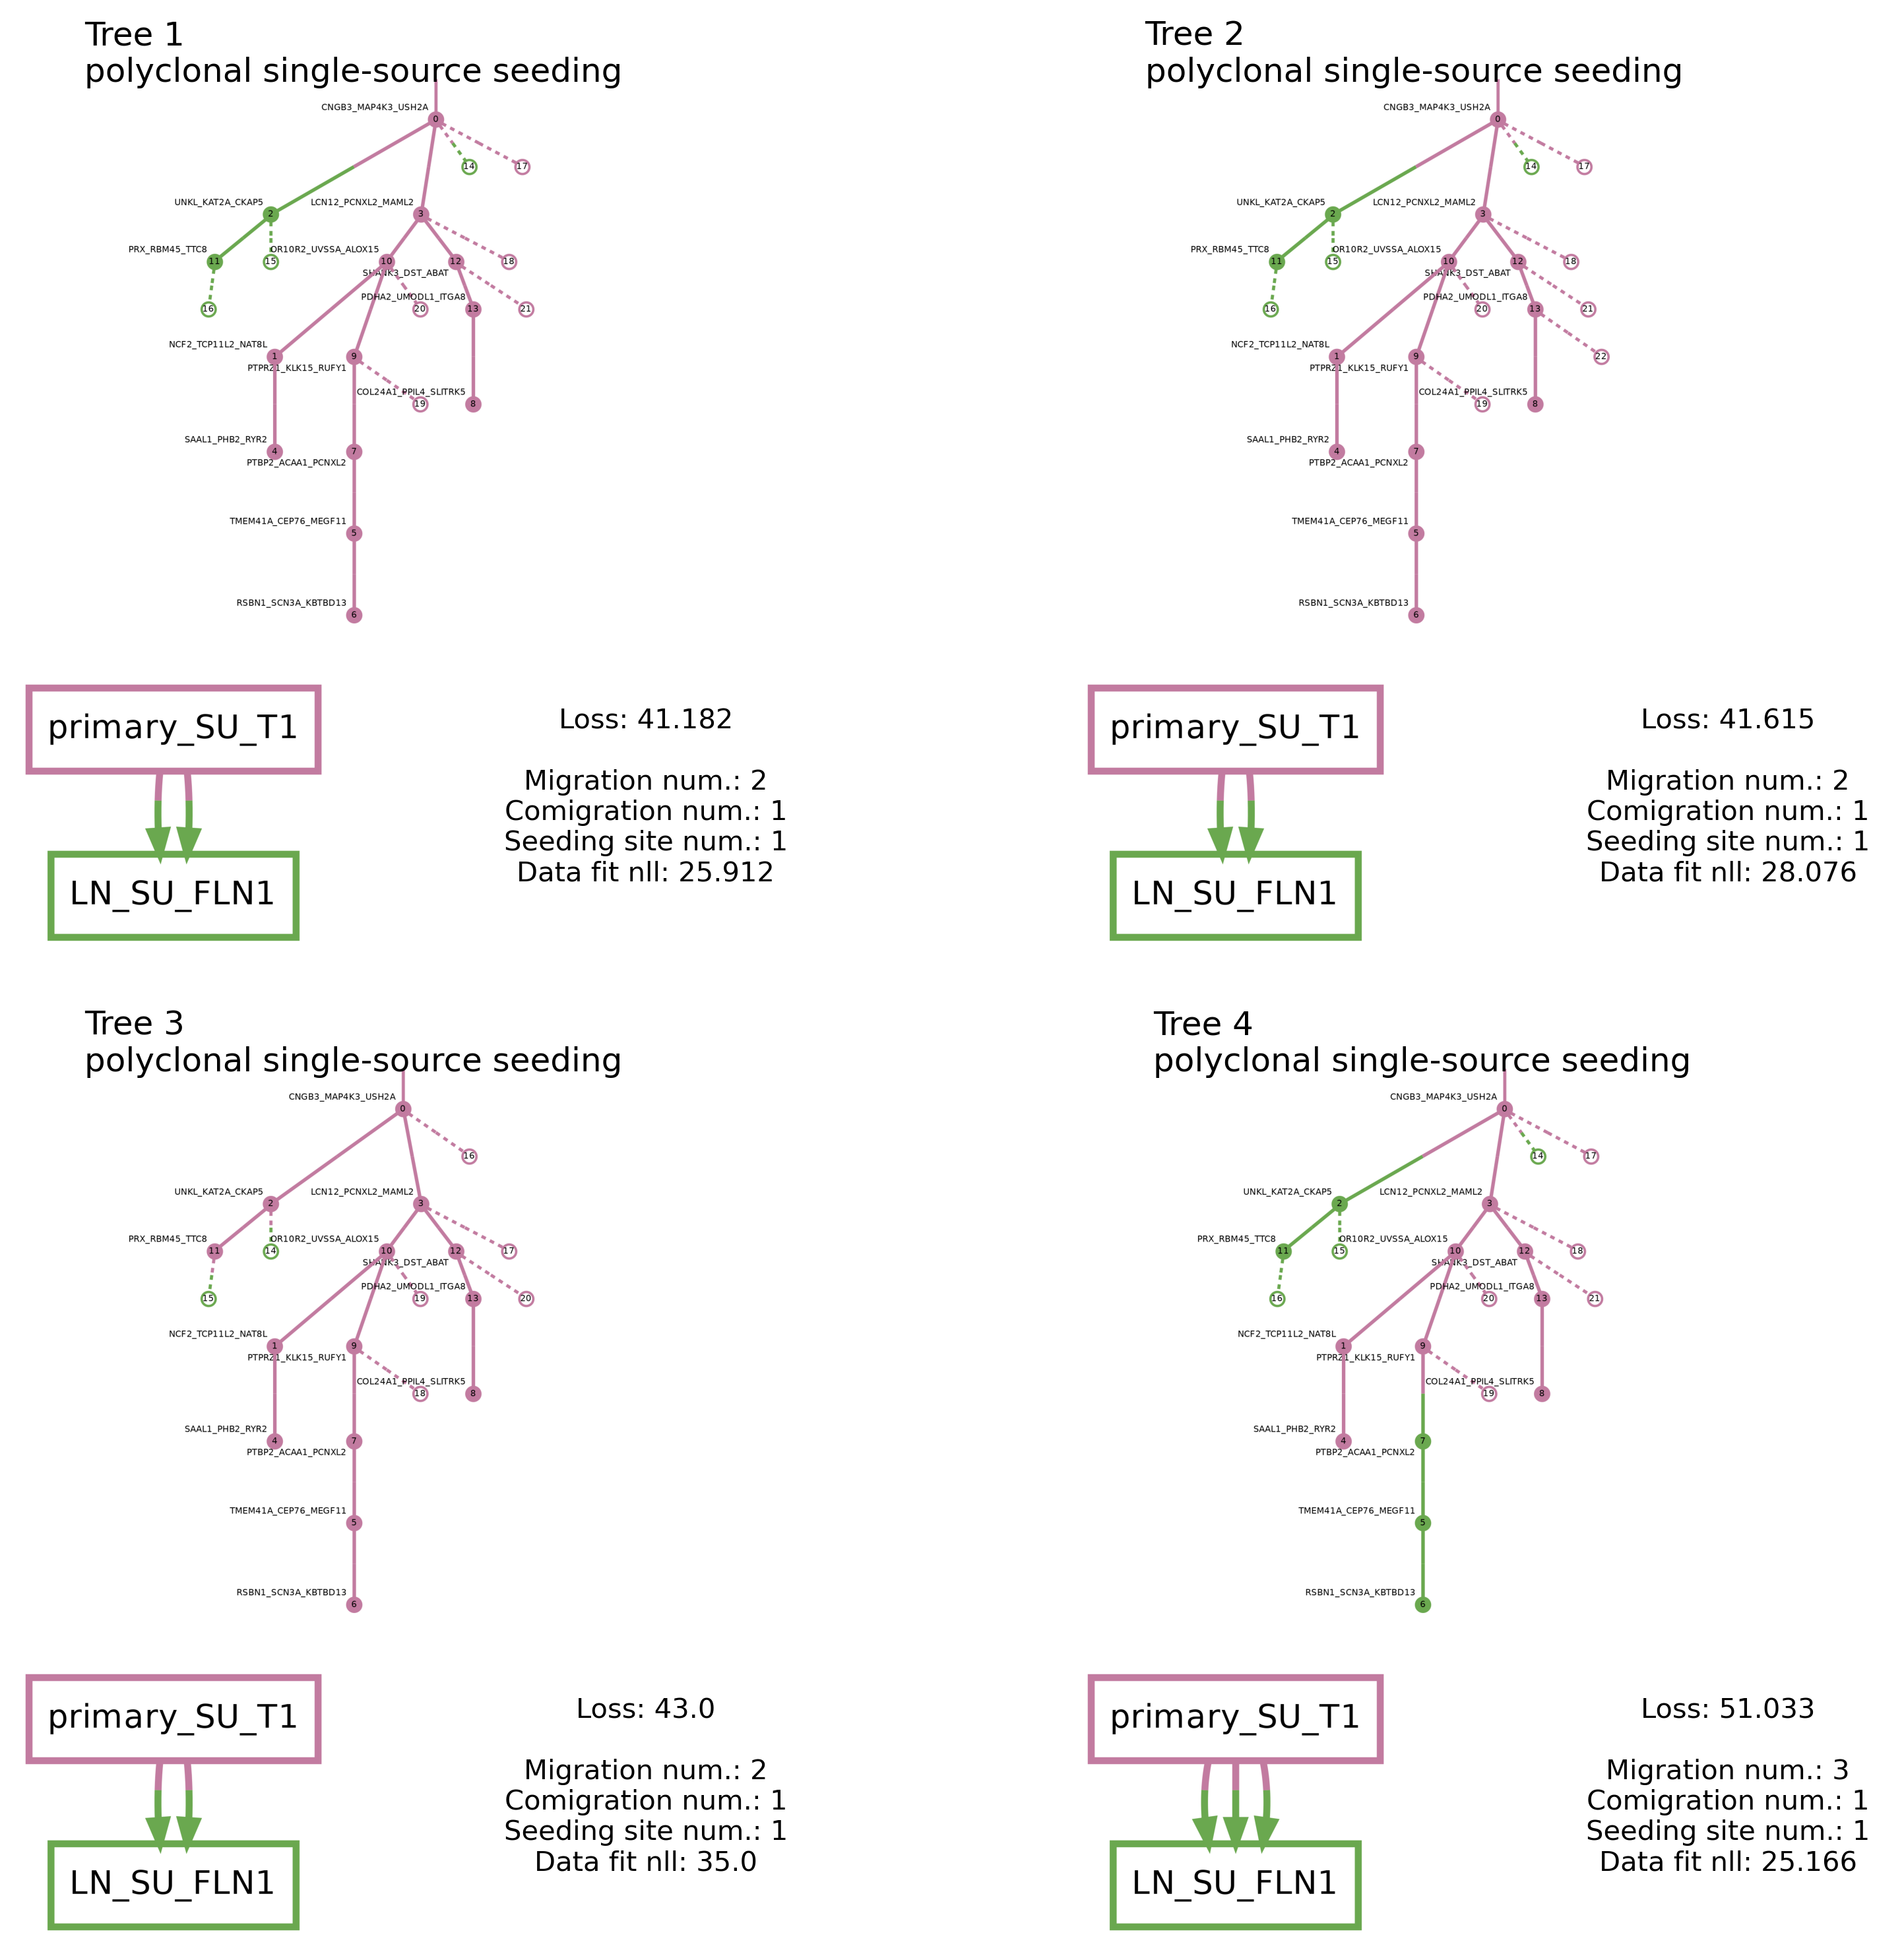 Tree 1
polyclonal single-source seeding
CNGB3_MAP4K3_USH2A
0
14
17
UNKL_KAT2A_CKAP5
2
LCN12_PCNXL2_MAML2
3
PRX_RBM45_TTC8
11
15
OR10R2_UVSSA_ALOX15
10
SHANK3_DST_ABAT
12
18
16
PDHA2_UMODL1_ITGA8
20
13
21
NCF2_TCP11L2_NAT8L
1
PTPRZ1_KLK15_RUFY1
9
COL24A1_PPIL4_SLITRK5
19
8
SAAL1_PHB2_RYR2
4
PTBP2_ACAA1_PCNXL2
7
TMEM41A_CEP76_MEGF11
5
RSBN1_SCN3A_KBTBD13
6
primary_SU_T1
LN_SU_FLN1
Loss: 41.182
Migration num.: 2
Comigration num.: 1
Seeding site num.: 1
Data fit nll: 25.912
Tree 2
polyclonal single-source seeding
CNGB3_MAP4K3_USH2A
0
14
17
UNKL_KAT2A_CKAP5
2
LCN12_PCNXL2_MAML2
3
PRX_RBM45_TTC8
11
15
OR10R2_UVSSA_ALOX15
10
SHANK3_DST_ABAT
12
18
16
PDHA2_UMODL1_ITGA8
20
13
21
NCF2_TCP11L2_NAT8L
1
PTPRZ1_KLK15_RUFY1
9
22
COL24A1_PPIL4_SLITRK5
19
8
SAAL1_PHB2_RYR2
4
PTBP2_ACAA1_PCNXL2
7
TMEM41A_CEP76_MEGF11
5
RSBN1_SCN3A_KBTBD13
6
primary_SU_T1
LN_SU_FLN1
Loss: 41.615
Migration num.: 2
Comigration num.: 1
Seeding site num.: 1
Data fit nll: 28.076
Tree 3
polyclonal single-source seeding
CNGB3_MAP4K3_USH2A
0
16
UNKL_KAT2A_CKAP5
2
LCN12_PCNXL2_MAML2
3
PRX_RBM45_TTC8
11
14
OR10R2_UVSSA_ALOX15
10
SHANK3_DST_ABAT
12
17
15
PDHA2_UMODL1_ITGA8
19
13
20
NCF2_TCP11L2_NAT8L
1
PTPRZ1_KLK15_RUFY1
9
COL24A1_PPIL4_SLITRK5
18
8
SAAL1_PHB2_RYR2
4
PTBP2_ACAA1_PCNXL2
7
TMEM41A_CEP76_MEGF11
5
RSBN1_SCN3A_KBTBD13
6
primary_SU_T1
LN_SU_FLN1
Loss: 43.0
Migration num.: 2
Comigration num.: 1
Seeding site num.: 1
Data fit nll: 35.0
Tree 4
polyclonal single-source seeding
CNGB3_MAP4K3_USH2A
0
14
17
UNKL_KAT2A_CKAP5
2
LCN12_PCNXL2_MAML2
3
PRX_RBM45_TTC8
11
15
OR10R2_UVSSA_ALOX15
10
SHANK3_DST_ABAT
12
18
16
PDHA2_UMODL1_ITGA8
20
13
21
NCF2_TCP11L2_NAT8L
1
PTPRZ1_KLK15_RUFY1
9
COL24A1_PPIL4_SLITRK5
19
8
SAAL1_PHB2_RYR2
4
PTBP2_ACAA1_PCNXL2
7
TMEM41A_CEP76_MEGF11
5
RSBN1_SCN3A_KBTBD13
6
primary_SU_T1
LN_SU_FLN1
Loss: 51.033
Migration num.: 3
Comigration num.: 1
Seeding site num.: 1
Data fit nll: 25.166